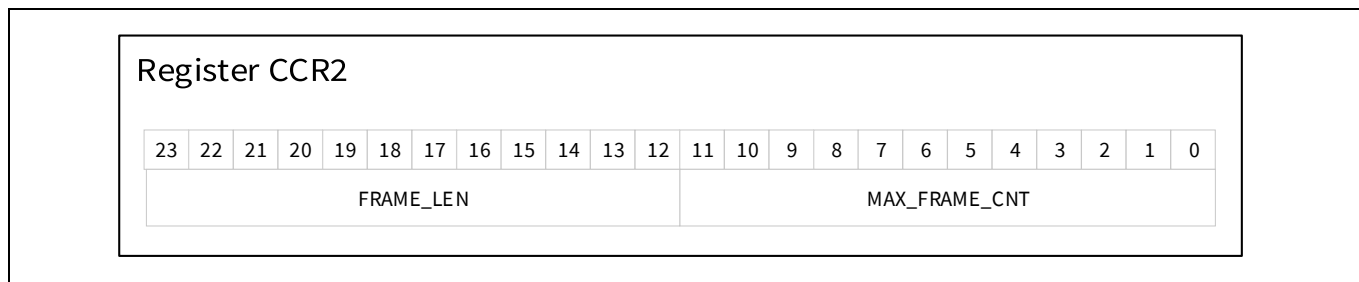 Register CCR2
23 22 21 20 19 18 17 16 15 14 13 12 11 10 9 8 7 6 5 4 3 2 1 0
FRAME_LEN MAX_FRAME_CNT